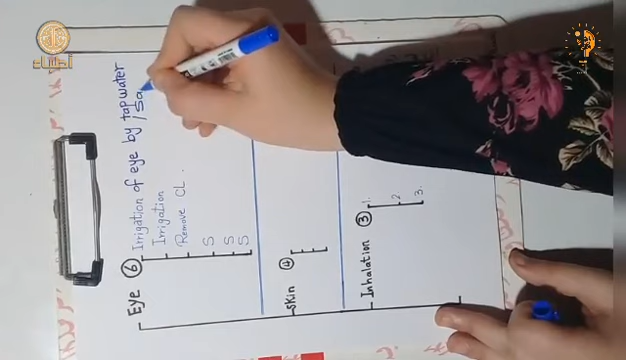 Eye 6
Irrigation of eye by tap water / Sa
Irrigation
Remove CL.
S
S
S
Skin 4
Inhalation 3
1.
2
3.